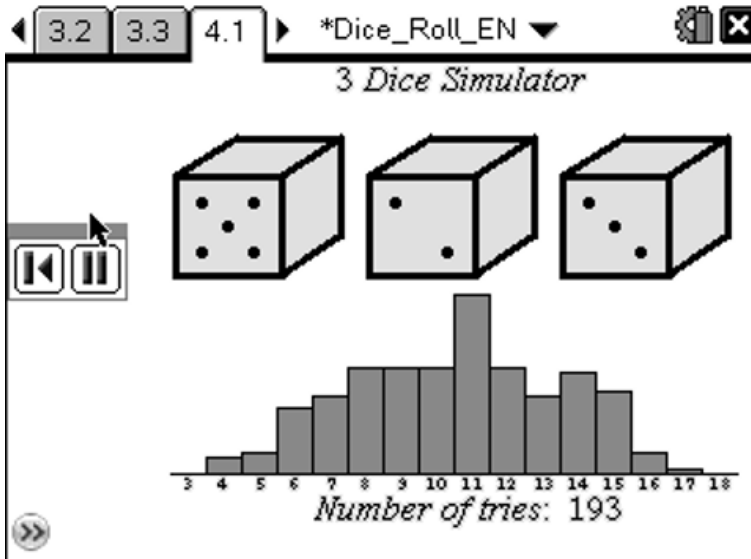 3.2 3.3 4.1 *Dice_Roll_EN
3 Dice Simulator
3 4 5 6 7 8 9 10 11 12 13 14 15 16 17 18
Number of tries: 193